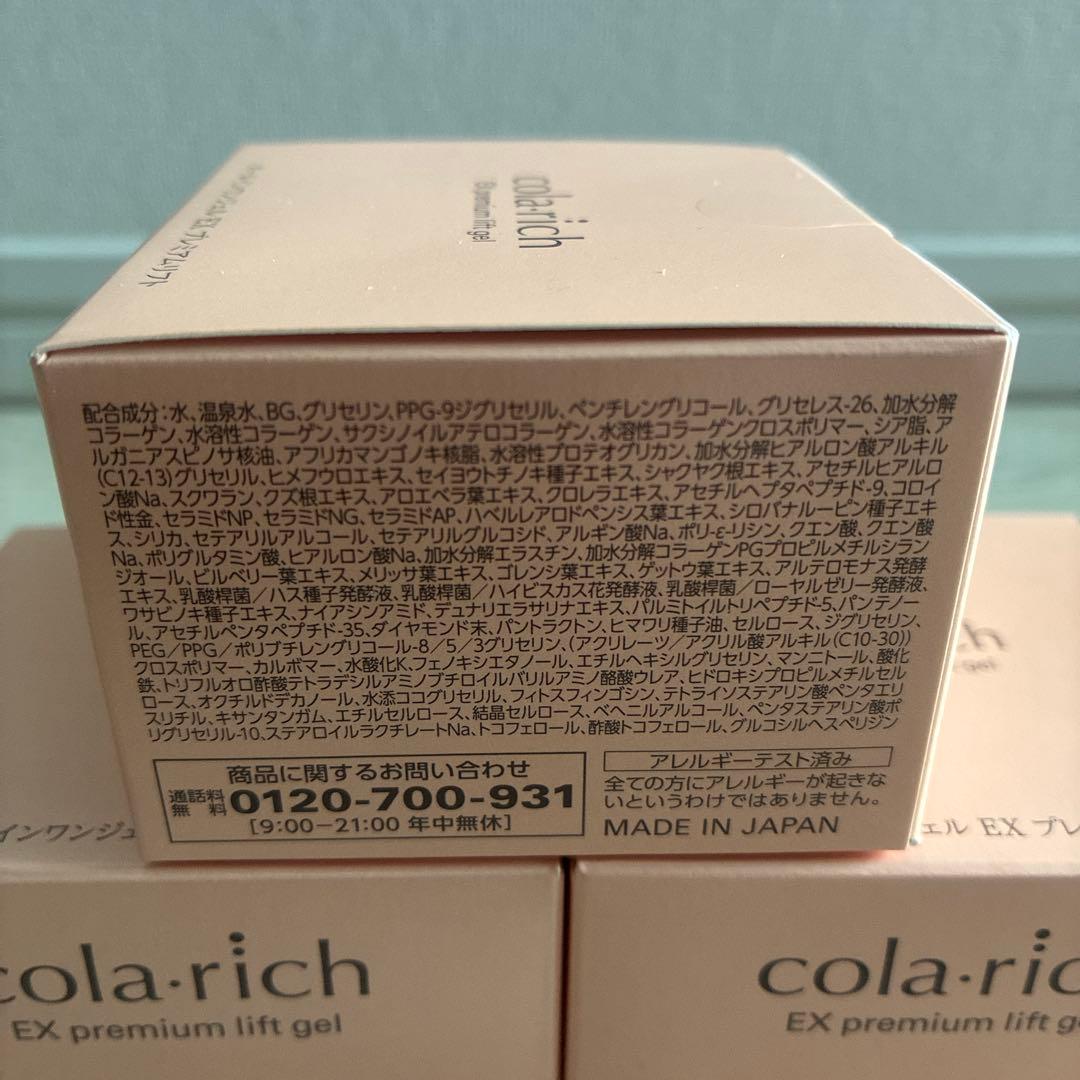 cola・rich
EX premium lift gel
配合成分：水、温泉水、BG、グリセリン、PPG-9ジグリセリル、ペンチレングリコール、グリセレス-26、加水分解
コラーゲン、水溶性コラーゲン、サクシノイルアテロコラーゲン、水溶性コラーゲンクロスポリマー、シア脂、ア
ルガニアスピノサ核油、アフリカマンゴノキ核脂、水溶性プロテオグリカン、加水分解ヒアルロン酸アルキル
(C12-13)グリセリル、ヒメフウロエキス、セイヨウトチノキ種子エキス、シャクヤク根エキス、アセチルヒアルロ
ン酸Na、スクワラン、クズ根エキス、アロエベラ葉エキス、クロレラエキス、アセチルヘプタペプチド-9、コロイ
ド性金、セラミドNP、セラミドNG、セラミドAP、ハベルレアロドペンシス葉エキス、シロバナルーピン種子エキ
ス、シリカ、セテアリルアルコール、セテアリルグルコシド、アルギン酸Na、ポリ-ε-リシン、クエン酸、クエン酸
Na、ポリグルタミン酸、ヒアルロン酸Na、加水分解エラスチン、加水分解コラーゲンPGプロピルメチルシラン
ジオール、ビルベリー葉エキス、メリッサ葉エキス、ゴレンシ葉エキス、ゲットウ葉エキス、アルテロモナス発酵
エキス、乳酸桿菌／ハス種子発酵液、乳酸桿菌／ハイビスカス花発酵液、乳酸桿菌／ローヤルゼリー発酵液、
ワサビノキ種子エキス、ナイアシンアミド、デュナリエラサリナエキス、パルミトイルトリペプチド-5、パンテノー
ル、アセチルペンタペプチド-35、ダイヤモンド末、パントラクトン、ヒマワリ種子油、セルロース、ジグリセリン、
PEG／PPG／ポリブチレングリコール-8／5／3グリセリン、(アクリレーツ／アクリル酸アルキル(C10-30))
クロスポリマー、カルボマー、水酸化K、フェノキシエタノール、エチルヘキシルグリセリン、マンニトール、酸化
鉄、トリフルオロ酢酸テトラデシルアミノブチロイルバリルアミノ酪酸ウレア、ヒドロキシプロピルメチルセル
ロース、オクチルドデカノール、水添ココグリセリル、フィトスフィンゴシン、テトライソステアリン酸ペンタエリ
スリチル、キサンタンガム、エチルセルロース、結晶セルロース、ベヘニルアルコール、ペンタステアリン酸ポ
リグリセリル-10、ステアロイルラクチレートNa、トコフェロール、酢酸トコフェロール、グルコシルヘスペリジン
商品に関するお問い合わせ
通話料無料 0120-700-931
[9:00－21:00 年中無休]
アレルギーテスト済み
全ての方にアレルギーが起きな
いというわけではありません。
MADE IN JAPAN
インワンジェ
ェル EX プレ
rich
gel
cola・rich
EX premium lift gel
cola・ric
EX premium lift g